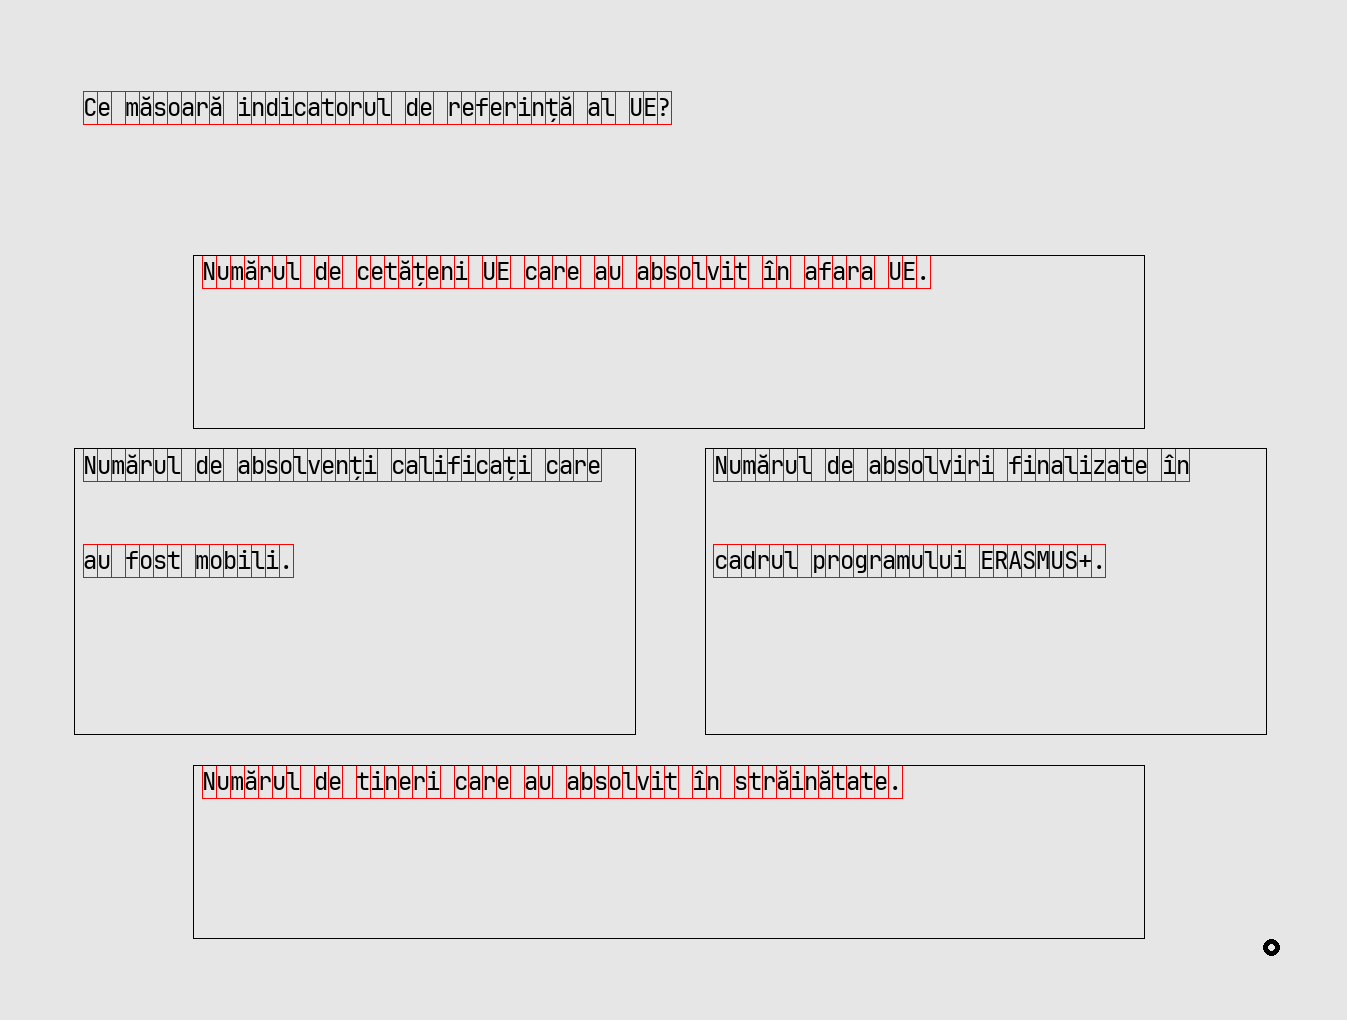 Ce măsoară indicatorul de referință al UE?
Numărul de cetățeni UE care au absolvit în afara UE.
Numărul de absolvenți calificați care
au fost mobili.
Numărul de absolviri finalizate în
cadrul programului ERASMUS+.
Numărul de tineri care au absolvit în străinătate.